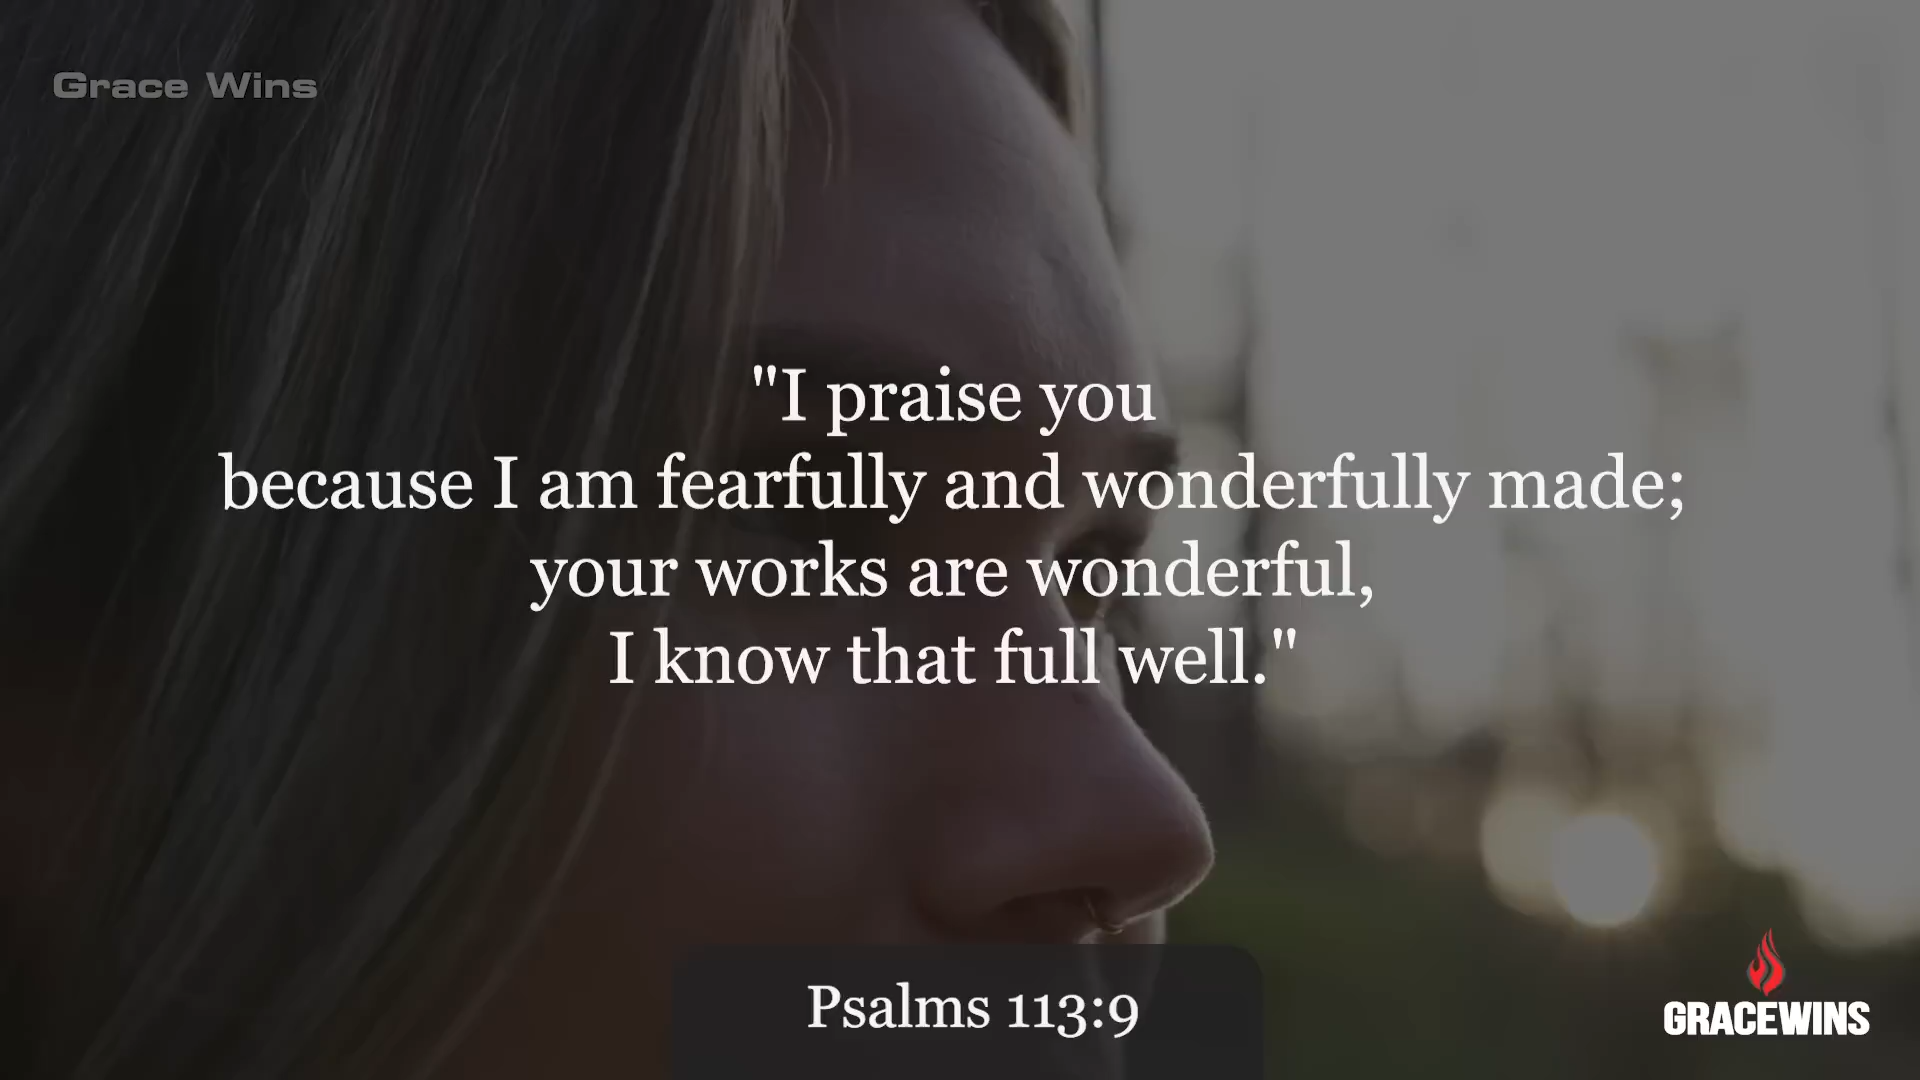 Grace Wins
"I praise you
because I am fearfully and wonderfully made;
your works are wonderful,
I know that full well."
Psalms 113:9
GRACEWINS